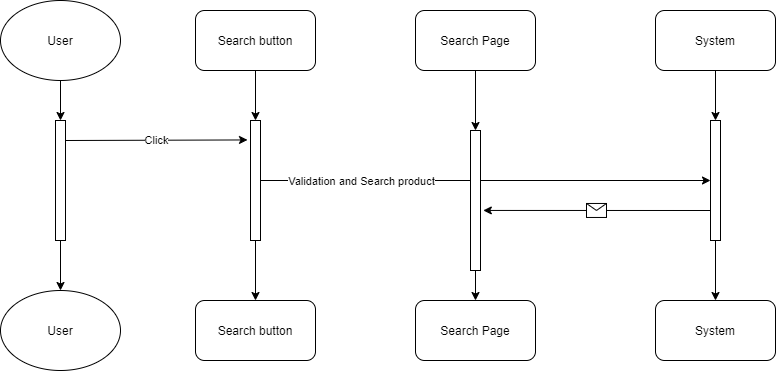 User
Search button
Search Page
System
Click
Validation and Search product
User
Search button
Search Page
System